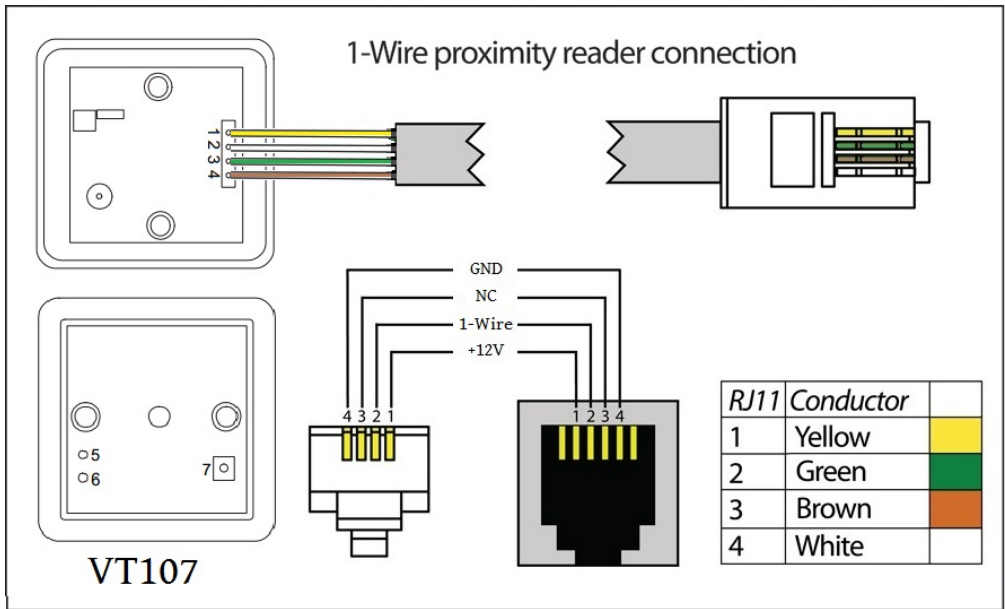 1-Wire proximity reader connection
1
2
3
4
GND
NC
1-Wire
+12V
4 3 2 1
1 2 3 4
5
6
7
VT107
RJ11 Conductor
1 Yellow
2 Green
3 Brown
4 White